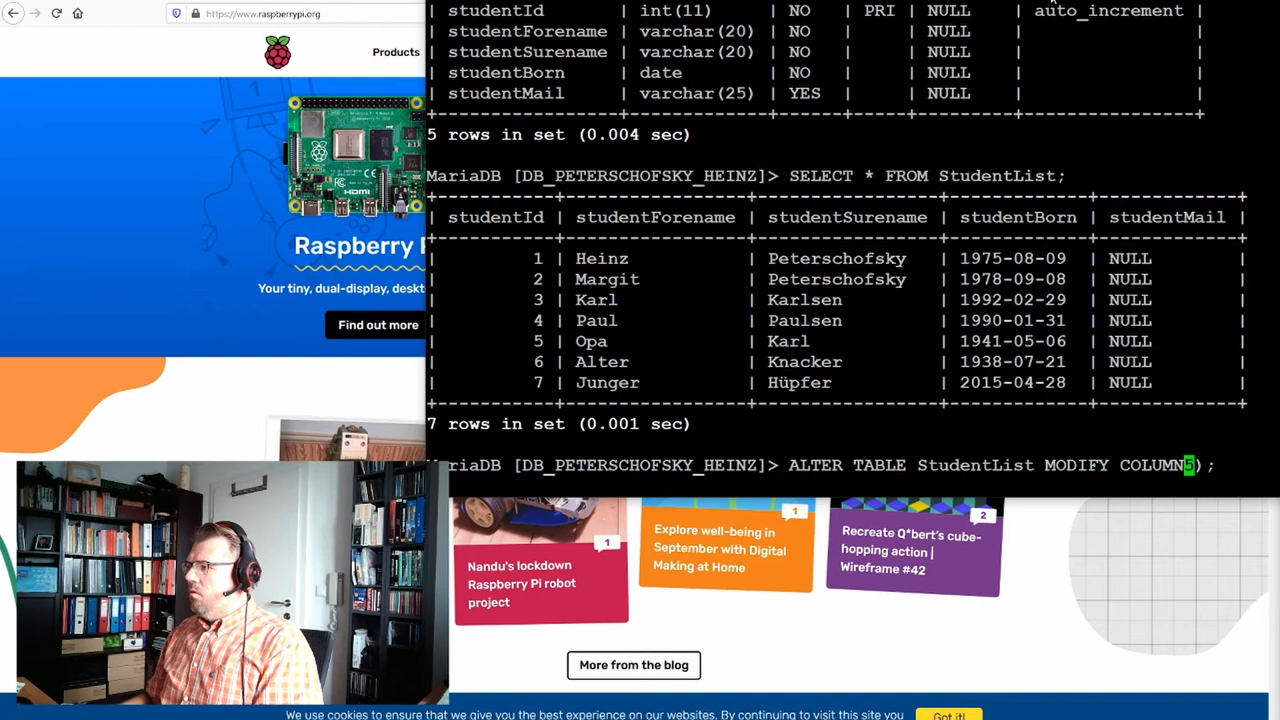 https://www.raspberrypi.org
Products
Raspberry P
Your tiny, dual-display, deskt
Find out more
| studentId | int(11) | NO | PRI | NULL | auto_increment |
| studentForename | varchar(20) | NO | | NULL | |
| studentSurename | varchar(20) | NO | | NULL | |
| studentBorn | date | NO | | NULL | |
| studentMail | varchar(25) | YES | | NULL | |
5 rows in set (0.004 sec)
MariaDB [DB_PETERSCHOFSKY_HEINZ]> SELECT * FROM StudentList;
| studentId | studentForename | studentSurename | studentBorn | studentMail |
| 1 | Heinz | Peterschofsky | 1975-08-09 | NULL |
| 2 | Margit | Peterschofsky | 1978-09-08 | NULL |
| 3 | Karl | Karlsen | 1992-02-29 | NULL |
| 4 | Paul | Paulsen | 1990-01-31 | NULL |
| 5 | Opa | Karl | 1941-05-06 | NULL |
| 6 | Alter | Knacker | 1938-07-21 | NULL |
| 7 | Junger | Hüpfer | 2015-04-28 | NULL |
7 rows in set (0.001 sec)
riaDB [DB_PETERSCHOFSKY_HEINZ]> ALTER TABLE StudentList MODIFY COLUMN5);
1
Nandu's lockdown
Raspberry Pi robot
project
1
Explore well-being in
September with Digital
Making at Home
2
Recreate Q*bert's cube-
hopping action |
Wireframe #42
More from the blog
We use cookies to ensure that we give you the best experience on our websites. By continuing to visit this site you
Got it!